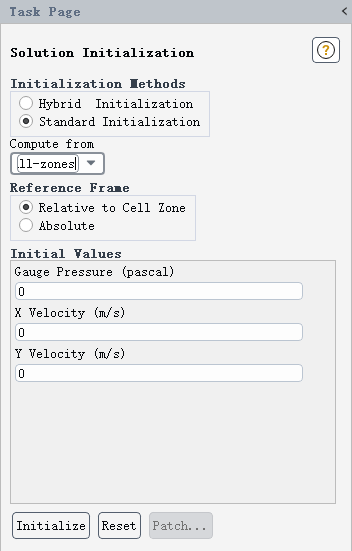 Task Page
Solution Initialization
?
Initialization Methods
Hybrid Initialization
Standard Initialization
Compute from
ll-zones
Reference Frame
Relative to Cell Zone
Absolute
Initial Values
Gauge Pressure (pascal)
0
X Velocity (m/s)
0
Y Velocity (m/s)
0
Initialize Reset Patch...